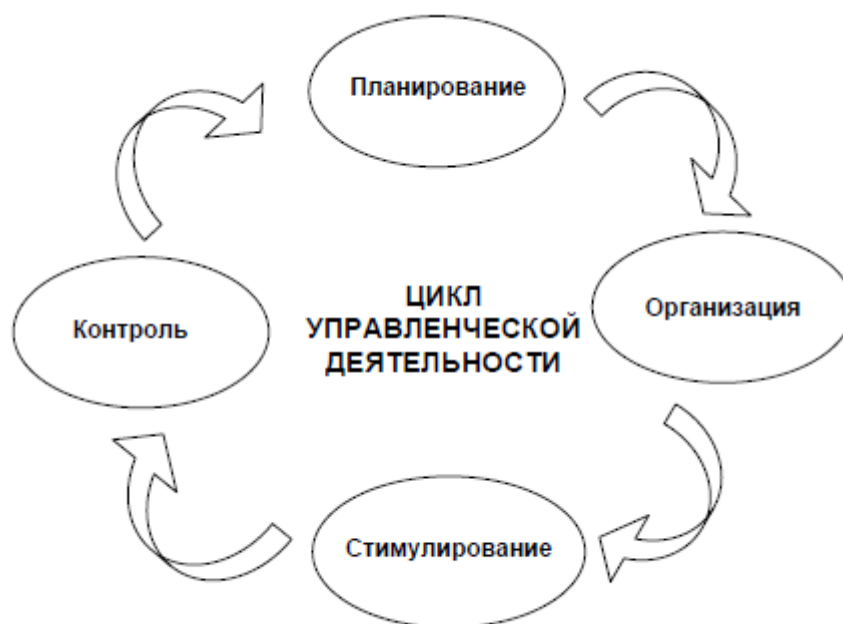 Планирование
Организация
ЦИКЛ
УПРАВЛЕНЧЕСКОЙ
ДЕЯТЕЛЬНОСТИ
Контроль
Стимулирование